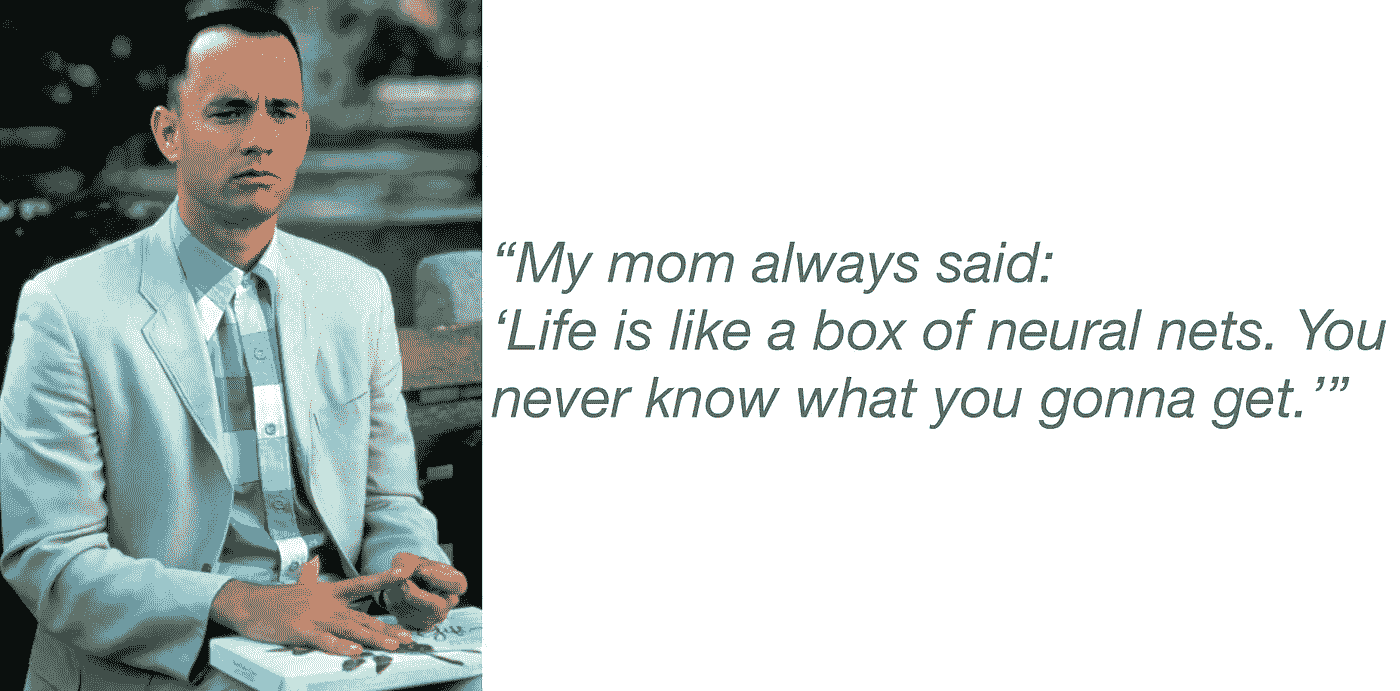 “My mom always said:
‘Life is like a box of neural nets. You
never know what you gonna get.’”